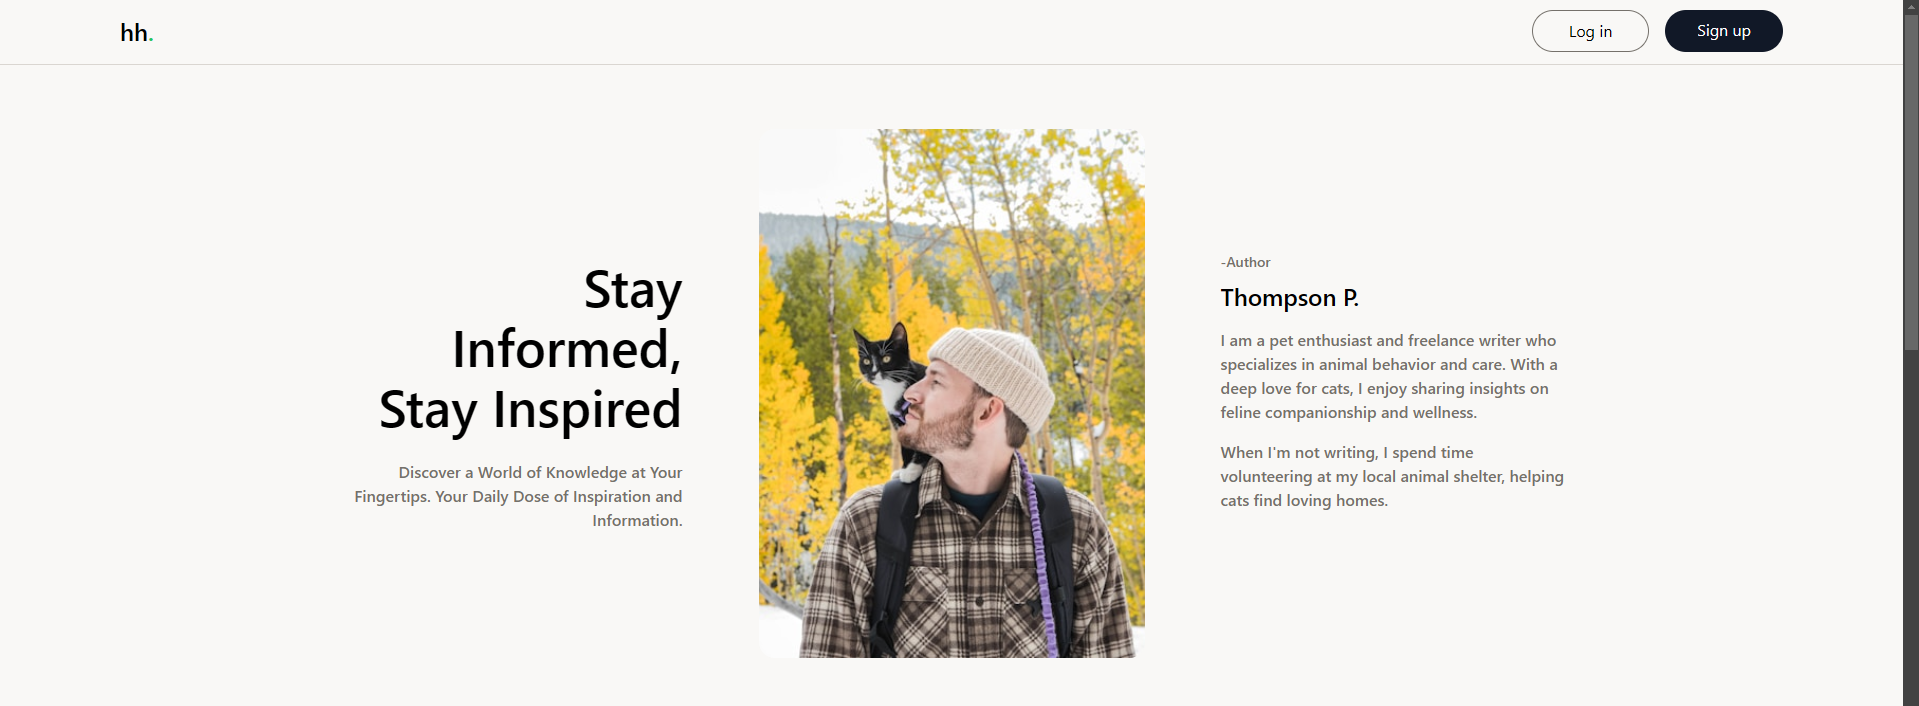 hh.
Log in
Sign up
Stay
Informed,
Stay Inspired
Discover a World of Knowledge at Your
Fingertips. Your Daily Dose of Inspiration and
Information.
-Author
Thompson P.
I am a pet enthusiast and freelance writer who
specializes in animal behavior and care. With a
deep love for cats, I enjoy sharing insights on
feline companionship and wellness.
When I'm not writing, I spend time
volunteering at my local animal shelter, helping
cats find loving homes.